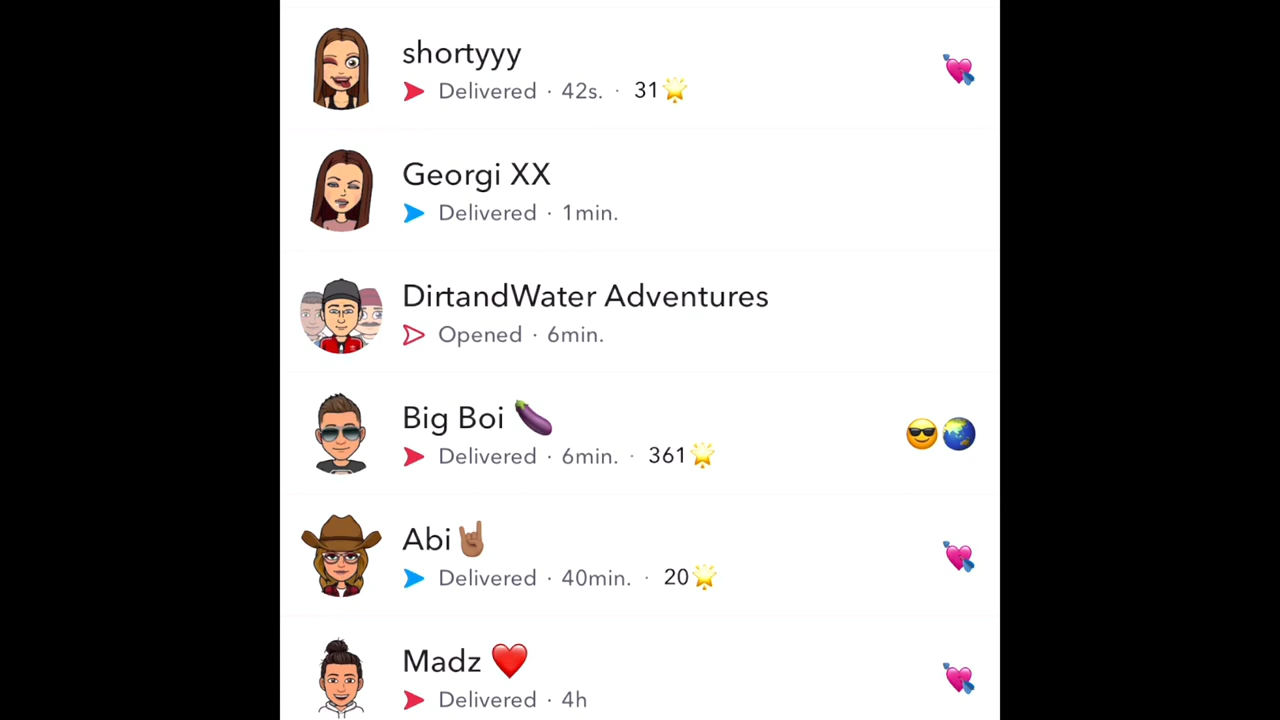 shortyyy
Delivered · 42s. · 31🌟
Georgi XX
Delivered · 1min.
DirtandWater Adventures
Opened · 6min.
Big Boi 🍆
Delivered · 6min. · 361🌟
Abi🤘🏽
Delivered · 40min. · 20🌟
Madz ❤️
Delivered · 4h